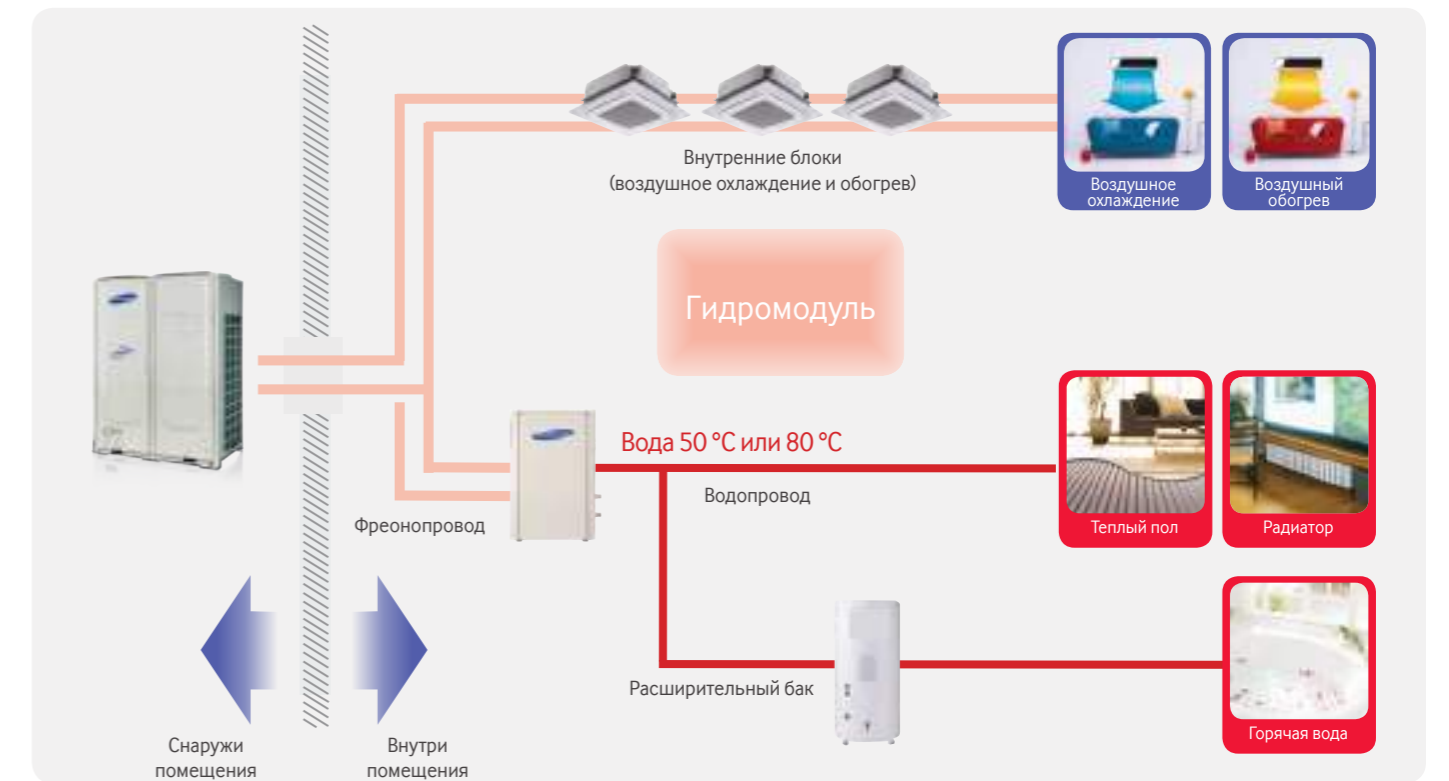 Внутренние блоки
(воздушное охлаждение и обогрев)
Воздушное
охлаждение
Воздушный
обогрев
Гидромодуль
Вода 50 °C или 80 °C
Водопровод
Фреонопровод
Теплый пол
Радиатор
Расширительный бак
Горячая вода
Снаружи
помещения
Внутри
помещения